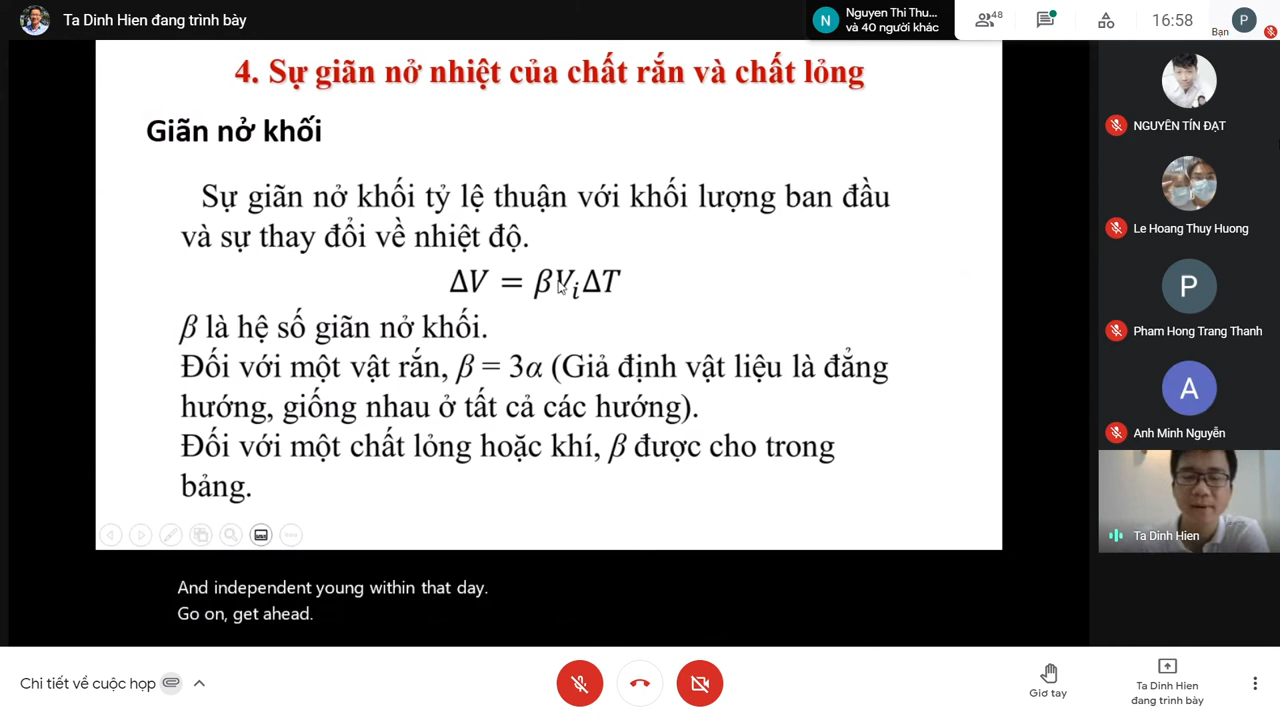 Ta Dinh Hien đang trình bày
N
Nguyen Thi Thu...
và 40 người khác
48
16:58
Bạn
P
4. Sự giãn nở nhiệt của chất rắn và chất lỏng
Giãn nở khối
Sự giãn nở khối tỷ lệ thuận với khối lượng ban đầu
và sự thay đổi về nhiệt độ.
ΔV = βVᵢΔT
β là hệ số giãn nở khối.
Đối với một vật rắn, β = 3α (Giả định vật liệu là đẳng
hướng, giống nhau ở tất cả các hướng).
Đối với một chất lỏng hoặc khí, β được cho trong
bảng.
NGUYÊN TÍN ĐẠT
Le Hoang Thuy Huong
P
Pham Hong Trang Thanh
A
Anh Minh Nguyễn
Ta Dinh Hien
And independent young within that day.
Go on, get ahead.
Chi tiết về cuộc họp
Giơ tay
Ta Dinh Hien
đang trình bày